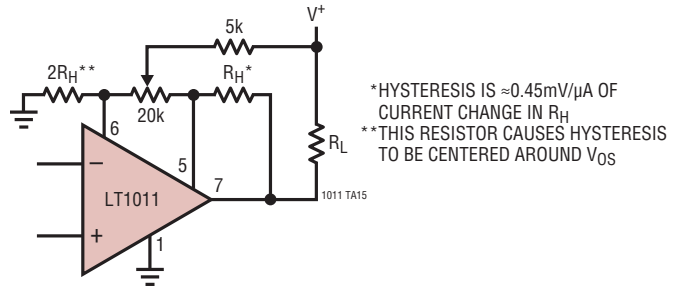 V+
5k
2RH**
RH*
20k
6
RL
5
7
LT1011
1
1011 TA15
*HYSTERESIS IS ≈0.45mV/µA OF
CURRENT CHANGE IN RH
**THIS RESISTOR CAUSES HYSTERESIS
TO BE CENTERED AROUND VOS
−
+